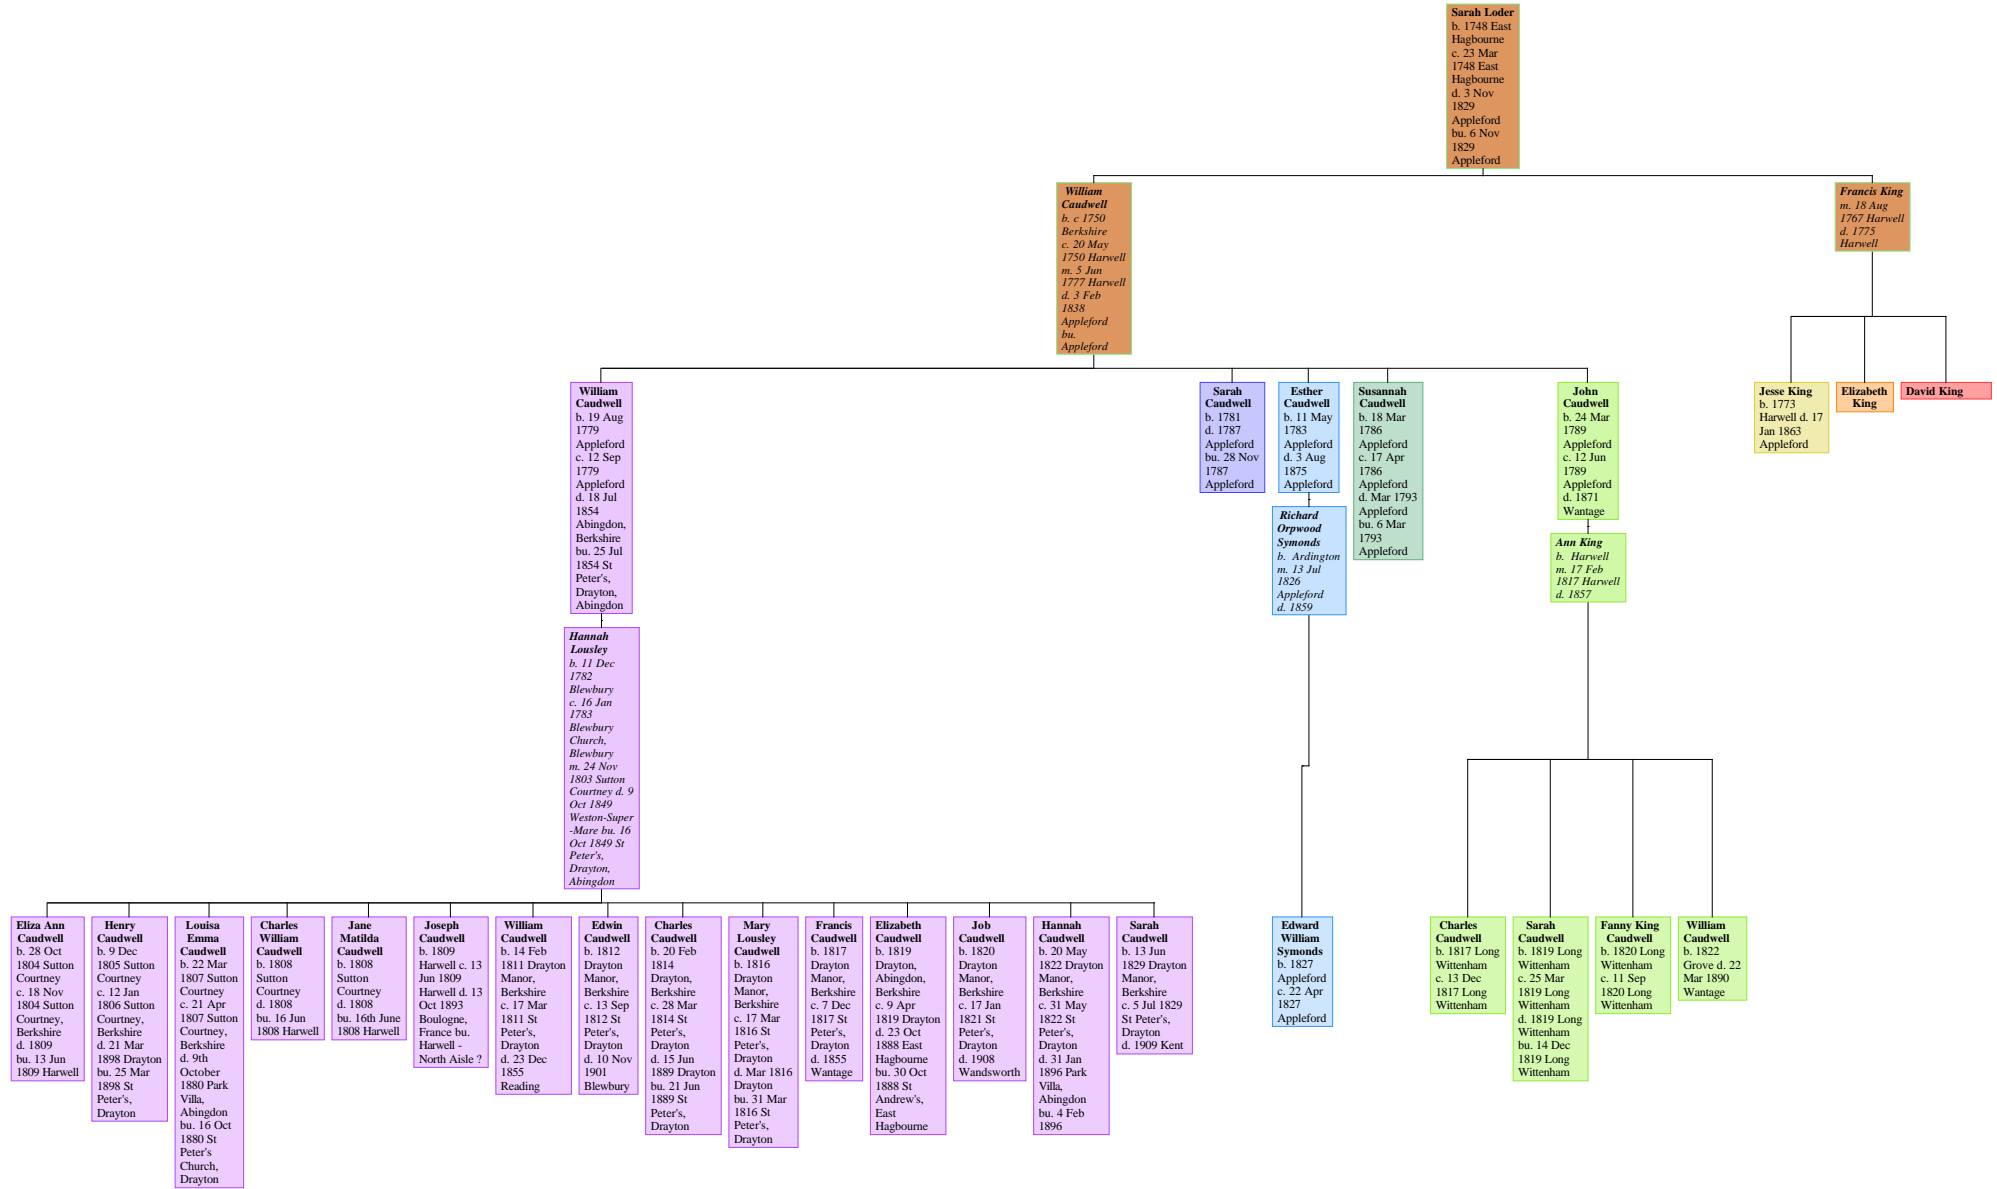 Sarah Loder
b. 1748 East
Hagbourne
c. 23 Mar
1748 East
Hagbourne
d. 3 Nov
1829
Appleford
bu. 6 Nov
1829
Appleford
William
Caudwell
b. c 1750
Berkshire
c. 20 May
1750 Harwell
m. 5 Jun
1777 Harwell
d. 3 Feb
1838
Appleford
bu.
Appleford
Francis King
m. 18 Aug
1767 Harwell
d. 1775
Harwell
William
Caudwell
b. 19 Aug
1779
Appleford
c. 12 Sep
1779
Appleford
d. 18 Jul
1854
Abingdon,
Berkshire
bu. 25 Jul
1854 St
Peter's,
Drayton,
Abingdon
Hannah
Lousley
b. 11 Dec
1782
Blewbury
c. 16 Jan
1783
Blewbury
Church,
Blewbury
m. 24 Nov
1803 Sutton
Courtney d. 9
Oct 1849
Weston-Super
-Mare bu. 16
Oct 1849 St
Peter's,
Drayton,
Abingdon
Sarah
Caudwell
b. 1781
d. 1787
Appleford
bu. 28 Nov
1787
Appleford
Esther
Caudwell
b. 11 May
1783
Appleford
d. 3 Aug
1875
Appleford
Richard
Orpwood
Symonds
b. Ardington
m. 13 Jul
1826
Appleford
d. 1859
Susannah
Caudwell
b. 18 Mar
1786
Appleford
c. 17 Apr
1786
Appleford
d. Mar 1793
Appleford
bu. 6 Mar
1793
Appleford
John
Caudwell
b. 24 Mar
1789
Appleford
c. 12 Jun
1789
Appleford
d. 1871
Wantage
Ann King
b. Harwell
m. 17 Feb
1817 Harwell
d. 1857
Jesse King
b. 1773
Harwell d. 17
Jan 1863
Appleford
Elizabeth
King
David King
Eliza Ann
Caudwell
b. 28 Oct
1804 Sutton
Courtney
c. 18 Nov
1804 Sutton
Courtney,
Berkshire
d. 1809
bu. 13 Jun
1809 Harwell
Henry
Caudwell
b. 9 Dec
1805 Sutton
Courtney
c. 12 Jan
1806 Sutton
Courtney,
Berkshire
d. 21 Mar
1898 Drayton
bu. 25 Mar
1898 St
Peter's,
Drayton
Louisa
Emma
Caudwell
b. 22 Mar
1807 Sutton
Courtney
c. 21 Apr
1807 Sutton
Courtney,
Berkshire
d. 9th
October
1880 Park
Villa,
Abingdon
bu. 16 Oct
1880 St
Peter's
Church,
Drayton
Charles
William
Caudwell
b. 1808
Sutton
Courtney
d. 1808
bu. 16 Jun
1808 Harwell
Jane
Matilda
Caudwell
b. 1808
Sutton
Courtney
d. 1808
bu. 16th June
1808 Harwell
Joseph
Caudwell
b. 1809
Harwell c. 13
Jun 1809
Harwell d. 13
Oct 1893
Boulogne,
France bu.
Harwell -
North Aisle ?
William
Caudwell
b. 14 Feb
1811 Drayton
Manor,
Berkshire
c. 17 Mar
1811 St
Peter's,
Drayton
d. 23 Dec
1855
Reading
Edwin
Caudwell
b. 1812
Drayton
Manor,
Berkshire
c. 13 Sep
1812 St
Peter's,
Drayton
d. 10 Nov
1901
Blewbury
Charles
Caudwell
b. 20 Feb
1814
Drayton,
Berkshire
c. 28 Mar
1814 St
Peter's,
Drayton
d. 15 Jun
1889 Drayton
bu. 21 Jun
1889 St
Peter's,
Drayton
Mary
Lousley
Caudwell
b. 1816
Drayton
Manor,
Berkshire
c. 17 Mar
1816 St
Peter's,
Drayton
d. Mar 1816
Drayton
bu. 31 Mar
1816 St
Peter's,
Drayton
Francis
Caudwell
b. 1817
Drayton
Manor,
Berkshire
c. 7 Dec
1817 St
Peter's,
Drayton
d. 1855
Wantage
Elizabeth
Caudwell
b. 1819
Drayton,
Abingdon,
Berkshire
c. 9 Apr
1819 Drayton
d. 23 Oct
1888 East
Hagbourne
bu. 30 Oct
1888 St
Andrew's,
East
Hagbourne
Job
Caudwell
b. 1820
Drayton
Manor,
Berkshire
c. 17 Jan
1821 St
Peter's,
Drayton
d. 1908
Wandsworth
Hannah
Caudwell
b. 20 May
1822 Drayton
Manor,
Berkshire
c. 31 May
1822 St
Peter's,
Drayton
d. 31 Jan
1896 Park
Villa,
Abingdon
bu. 4 Feb
1896
Sarah
Caudwell
b. 13 Jun
1829 Drayton
Manor,
Berkshire
c. 5 Jul 1829
St Peter's,
Drayton
d. 1909 Kent
Edward
William
Symonds
b. 1827
Appleford
c. 22 Apr
1827
Appleford
Charles
Caudwell
b. 1817 Long
Wittenham
c. 13 Dec
1817 Long
Wittenham
Sarah
Caudwell
b. 1819 Long
Wittenham
c. 25 Mar
1819 Long
Wittenham
d. 1819 Long
Wittenham
bu. 14 Dec
1819 Long
Wittenham
Fanny King
Caudwell
b. 1820 Long
Wittenham
c. 11 Sep
1820 Long
Wittenham
William
Caudwell
b. 1822
Grove d. 22
Mar 1890
Wantage